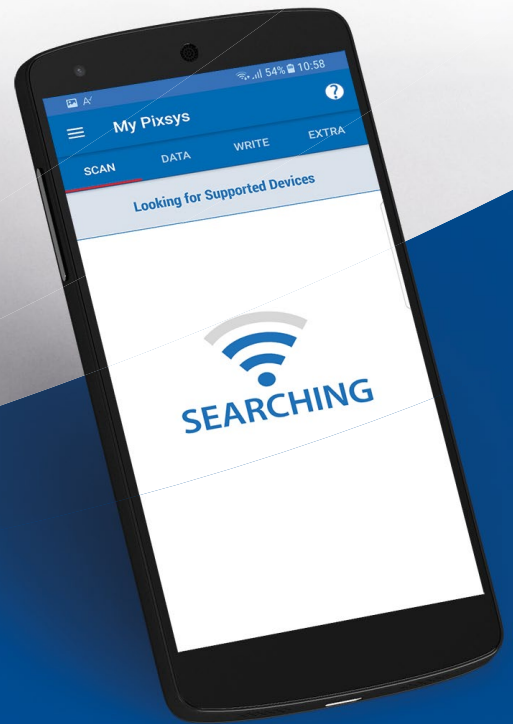 A 54% 10:58
My Pixsys
?
SCAN DATA WRITE EXTRA
Looking for Supported Devices
SEARCHING